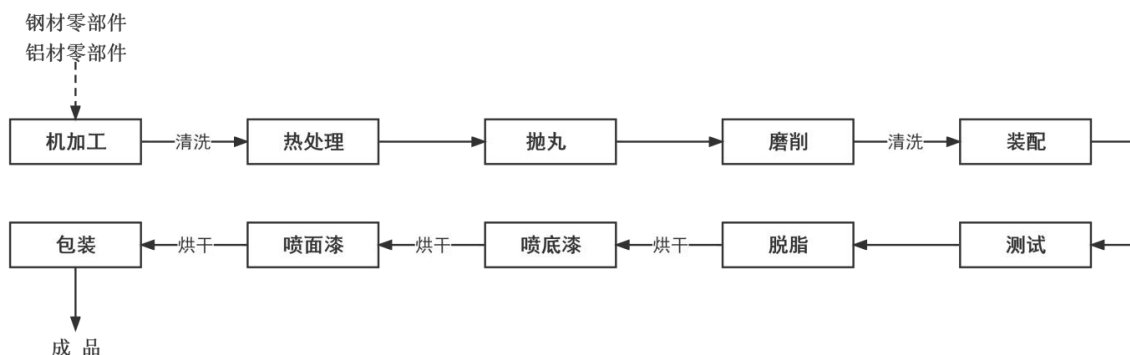 钢材零部件
铝材零部件
机加工
清洗
热处理
抛丸
磨削
清洗
装配
包装
烘干
喷面漆
烘干
喷底漆
烘干
脱脂
测试
成 品